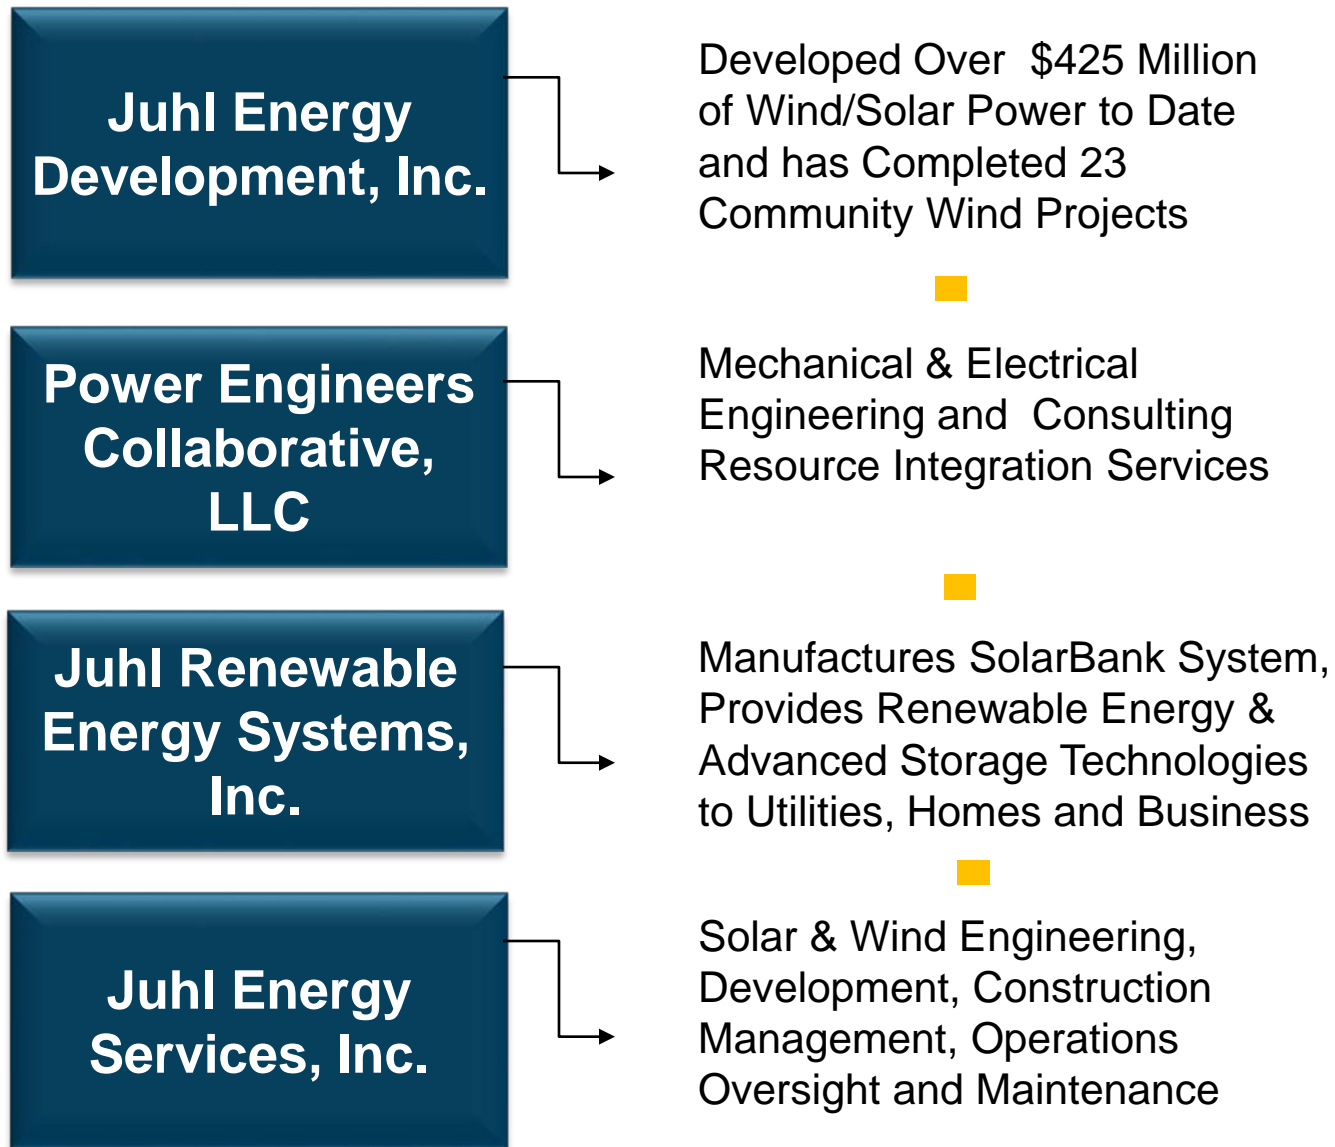 Juhl Energy
Development, Inc.
Developed Over $425 Million
of Wind/Solar Power to Date
and has Completed 23
Community Wind Projects
Power Engineers
Collaborative,
LLC
Mechanical & Electrical
Engineering and Consulting
Resource Integration Services
Juhl Renewable
Energy Systems,
Inc.
Manufactures SolarBank System,
Provides Renewable Energy &
Advanced Storage Technologies
to Utilities, Homes and Business
Juhl Energy
Services, Inc.
Solar & Wind Engineering,
Development, Construction
Management, Operations
Oversight and Maintenance